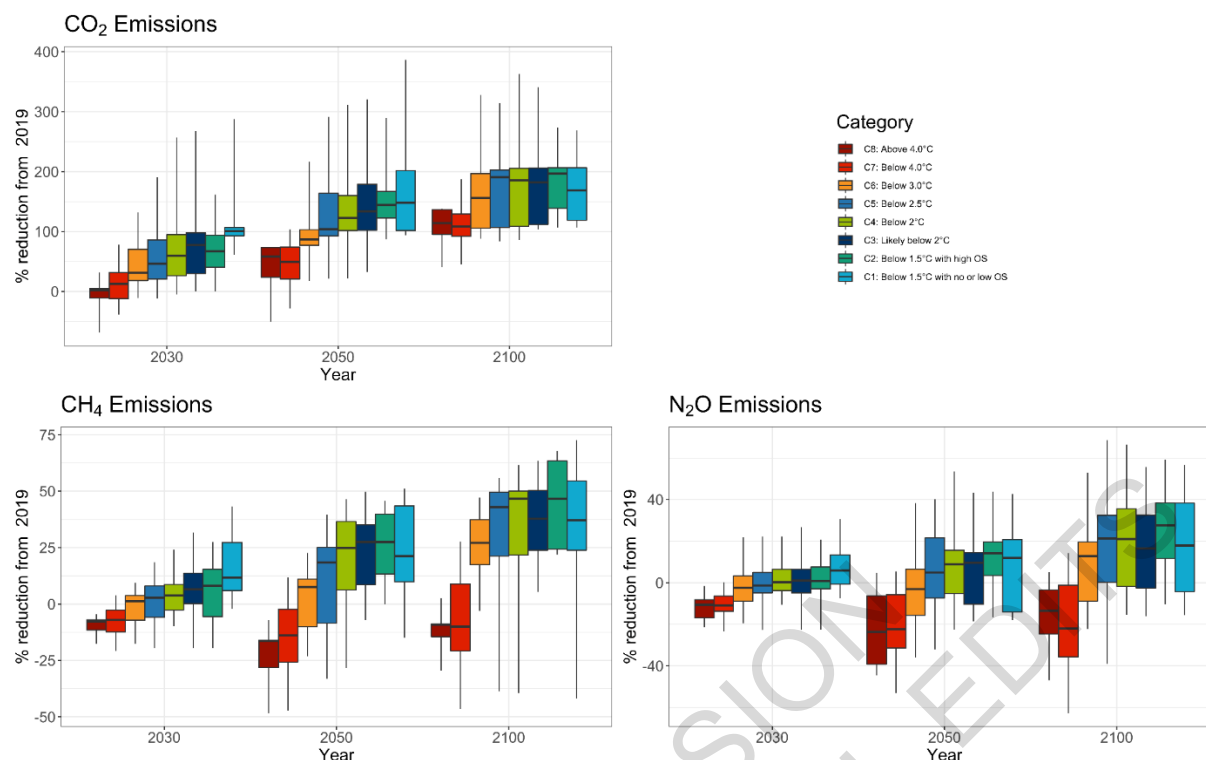 CO₂ Emissions
% reduction from 2019
400
300
200
100
0
2030 2050 2100
Year
Category
C8: Above 4.0°C
C7: Below 4.0°C
C6: Below 3.0°C
C5: Below 2.5°C
C4: Below 2°C
C3: Likely below 2°C
C2: Below 1.5°C with high OS
C1: Below 1.5°C with no or low OS
CH₄ Emissions
% reduction from 2019
75
50
25
0
-25
-50
2030 2050 2100
Year
N₂O Emissions
% reduction from 2019
40
0
-40
2030 2050 2100
Year
SION
EDITS